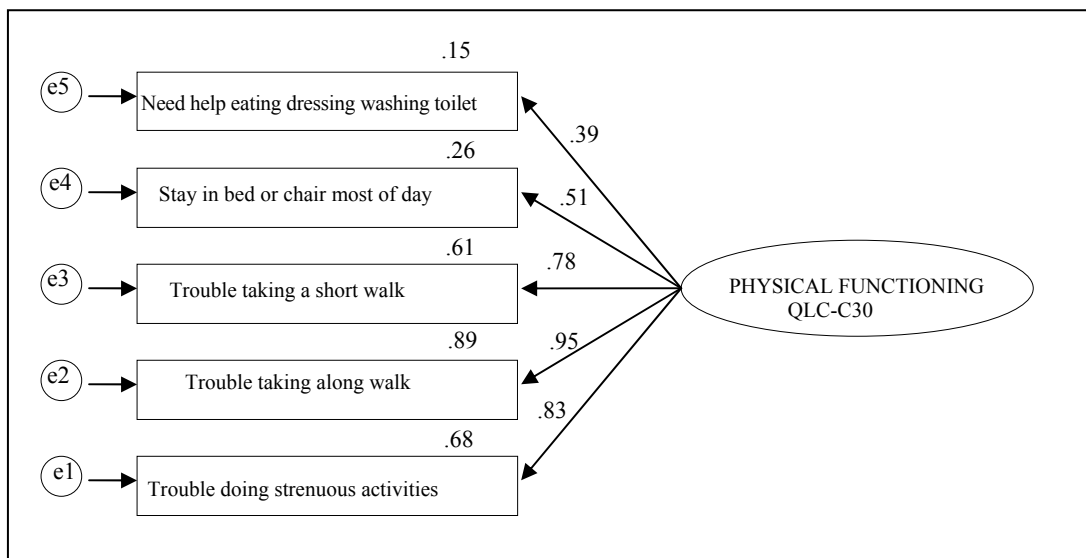 .15
e5
Need help eating dressing washing toilet
.39
.26
e4
Stay in bed or chair most of day
.51
.61
e3
Trouble taking a short walk
.78
PHYSICAL FUNCTIONING
QLC-C30
.89
e2
Trouble taking along walk
.95
.83
.68
e1
Trouble doing strenuous activities